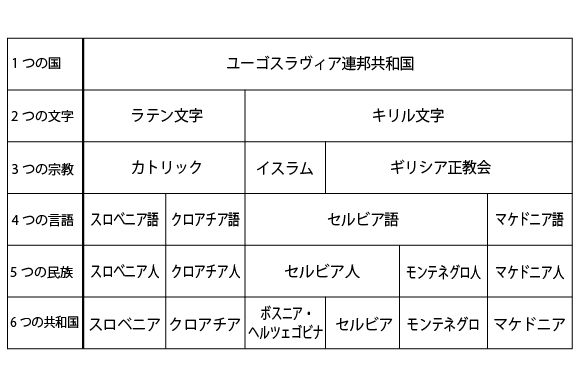 1つの国 ユーゴスラヴィア連邦共和国
2つの文字 ラテン文字 キリル文字
3つの宗教 カトリック イスラム ギリシア正教会
4つの言語 スロベニア語 クロアチア語 セルビア語 マケドニア語
5つの民族 スロベニア人 クロアチア人 セルビア人 モンテネグロ人 マケドニア人
6つの共和国 スロベニア クロアチア ボスニア・
ヘルツェゴビナ セルビア モンテネグロ マケドニア